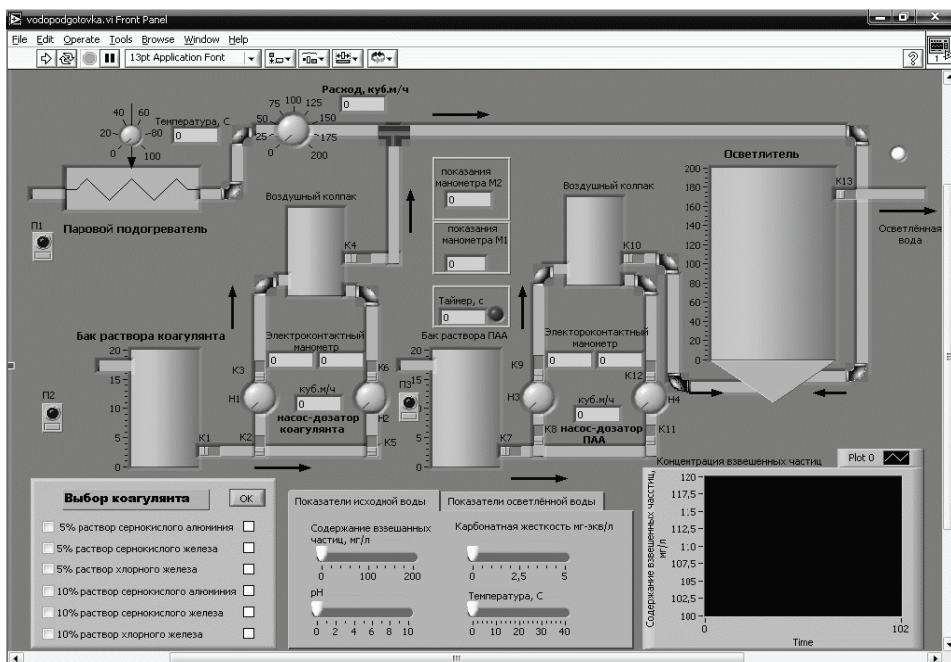 vodopodgotovka.vi Front Panel
File Edit Operate Tools Browse Window Help
13pt Application Font
1
Расход, куб.м/ч
0
0 25 50 75 100 125 150 175 200
Температура, С
0
0 20 40 60 80 100
Паровой подогреватель
П1
Воздушный колпак
К4
показания
манометра М2
0
показания
манометра М1
0
Таймер, с
0
Воздушный колпак
К10
Осветлитель
200
180
160
140
120
100
80
60
40
20
0
К13
Осветлённая
вода
Бак раствора коагулянта
20
15
10
5
0
П2
К1
К2
К3
Н1
Электроконтактный
манометр
0 0
куб.м/ч
0
насос-дозатор
коагулянта
К6
Н2
К5
Бак раствора ПАА
20
15
10
5
0
П3
К7
К8
К9
Н3
Электороконтактный
манометр
0 0
куб.м/ч
0
насос-дозатор
ПАА
К12
Н4
К11
Выбор коагулянта
OK
5% раствор сернокислого алюминия
5% раствор сернокислого железа
5% раствор хлорного железа
10% раствор сернокислого алюминия
10% раствор сернокислого железа
10% раствор хлорного железа
Показатели исходной воды
Показатели осветлённой воды
Содержание взвешанных
частиц, мг/л
0 100 200
Карбонатная жесткость мг-экв/л
0 2,5 5
pH
0 2 4 6 8 10
Температура, С
0 10 20 30 40
Концентрация взвешенных частиц
Plot 0
Содержание взвешенных часстиц,
мг/л
120
117,5
115
112,5
110
107,5
105
102,5
100
0 102
Time